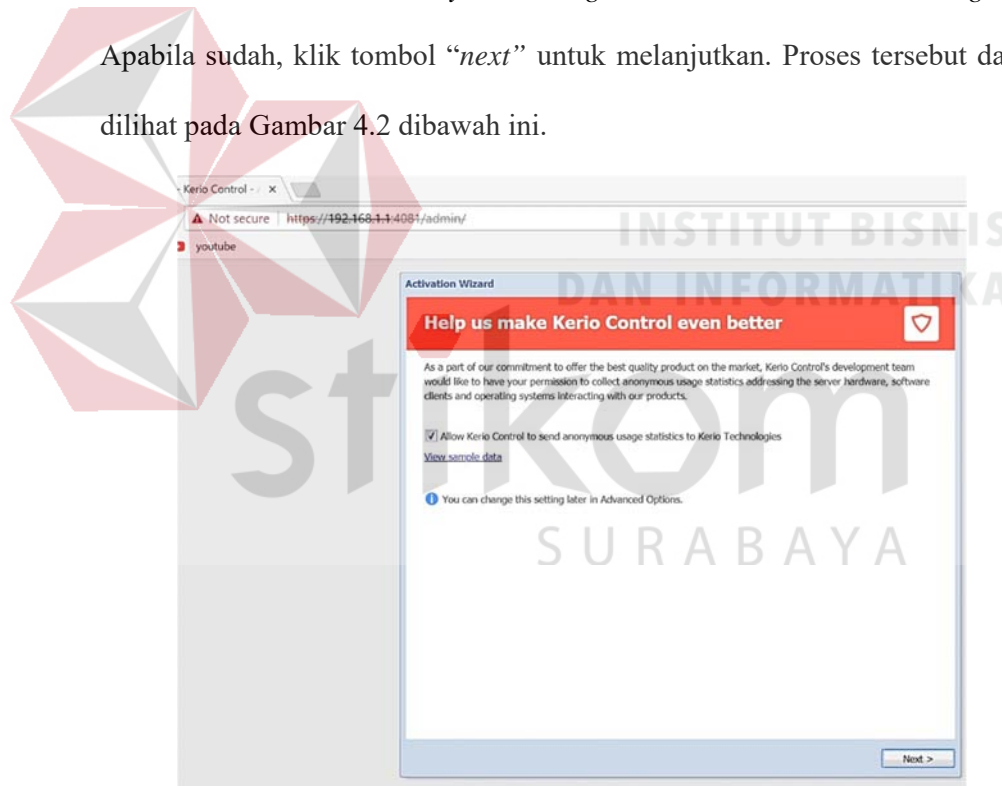 Apabila sudah, klik tombol “next” untuk melanjutkan. Proses tersebut da
dilihat pada Gambar 4.2 dibawah ini.
- Kerio Control - / x
Not secure | https://192.168.1.1:4081/admin/
youtube
INSTITUT BISNIS
DAN INFORMATIKA
stikom
SURABAYA
Activation Wizard
Help us make Kerio Control even better
As a part of our commitment to offer the best quality product on the market, Kerio Control's development team
would like to have your permission to collect anonymous usage statistics addressing the server hardware, software
clients and operating systems interacting with our products.
Allow Kerio Control to send anonymous usage statistics to Kerio Technologies
View sample data
You can change this setting later in Advanced Options.
Next >